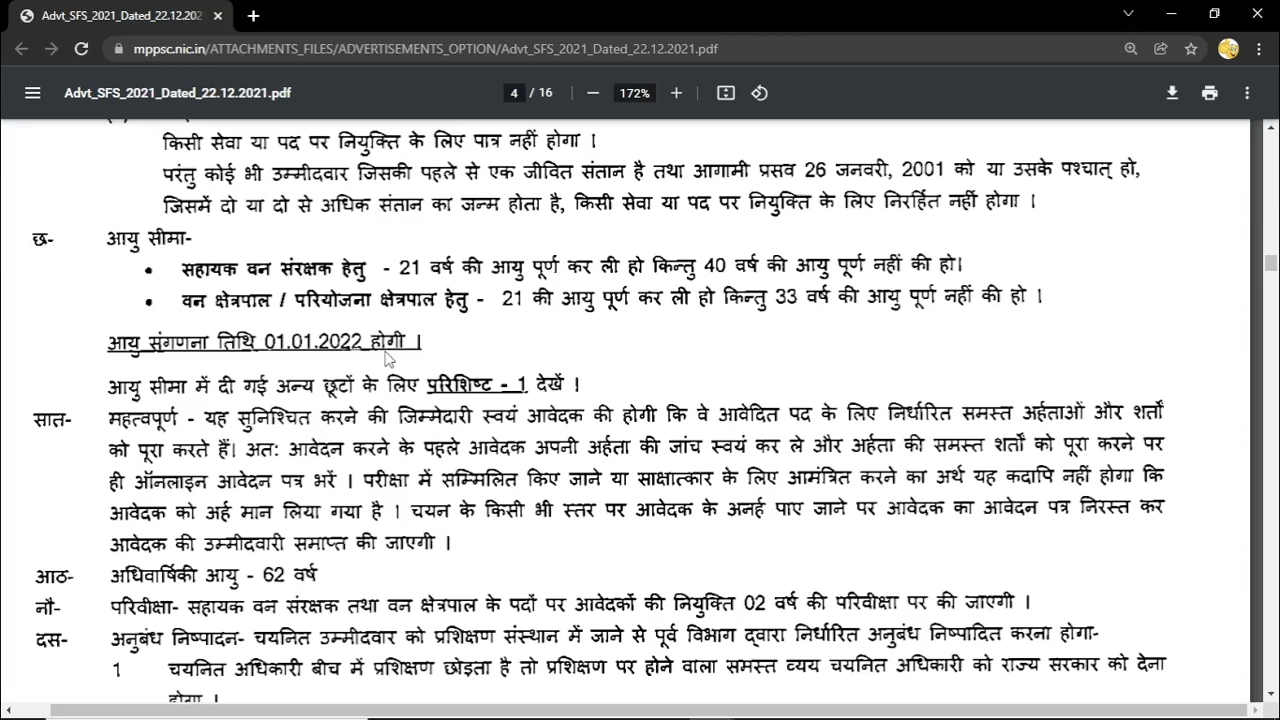 Advt_SFS_2021_Dated_22.12.2021
mppsc.nic.in/ATTACHMENTS_FILES/ADVERTISEMENTS_OPTION/Advt_SFS_2021_Dated_22.12.2021.pdf
Advt_SFS_2021_Dated_22.12.2021.pdf 4 / 16 — 172% +
किसी सेवा या पद पर नियुक्ति के लिए पात्र नहीं होगा ।
परंतु कोई भी उम्मीदवार जिसकी पहले से एक जीवित संतान है तथा आगामी प्रसव 26 जनवरी, 2001 को या उसके पश्चात् हो,
जिसमें दो या दो से अधिक संतान का जन्म होता है, किसी सेवा या पद पर नियुक्ति के लिए निरर्हित नहीं होगा ।
छ- आयु सीमा-
• सहायक वन संरक्षक हेतु - 21 वर्ष की आयु पूर्ण कर ली हो किन्तु 40 वर्ष की आयु पूर्ण नहीं की हो।
• वन क्षेत्रपाल / परियोजना क्षेत्रपाल हेतु - 21 की आयु पूर्ण कर ली हो किन्तु 33 वर्ष की आयु पूर्ण नहीं की हो ।
आयु संगणना तिथि 01.01.2022 होगी ।
आयु सीमा में दी गई अन्य छूटों के लिए परिशिष्ट - 1 देखें ।
सात- महत्वपूर्ण - यह सुनिश्चित करने की जिम्मेदारी स्वयं आवेदक की होगी कि वे आवेदित पद के लिए निर्धारित समस्त अर्हताओं और शर्तो
को पूरा करते हैं। अत: आवेदन करने के पहले आवेदक अपनी अर्हता की जांच स्वयं कर ले और अर्हता की समस्त शर्तों को पूरा करने पर
ही ऑनलाइन आवेदन पत्र भरें । परीक्षा में सम्मिलित किए जाने या साक्षात्कार के लिए आमंत्रित करने का अर्थ यह कदापि नहीं होगा कि
आवेदक को अर्ह मान लिया गया है । चयन के किसी भी स्तर पर आवेदक के अनर्ह पाए जाने पर आवेदक का आवेदन पत्र निरस्त कर
आवेदक की उम्मीदवारी समाप्त की जाएगी ।
आठ- अधिवार्षिकी आयु - 62 वर्ष
नौ- परिवीक्षा- सहायक वन संरक्षक तथा वन क्षेत्रपाल के पदों पर आवेदकों की नियुक्ति 02 वर्ष की परिवीक्षा पर की जाएगी ।
दस- अनुबंध निष्पादन- चयनित उम्मीदवार को प्रशिक्षण संस्थान में जाने से पूर्व विभाग द्वारा निर्धारित अनुबंध निष्पादित करना होगा-
1 चयनित अधिकारी बीच में प्रशिक्षण छोड़ता है तो प्रशिक्षण पर होने वाला समस्त व्यय चयनित अधिकारी को राज्य सरकार को देना
होगा ।